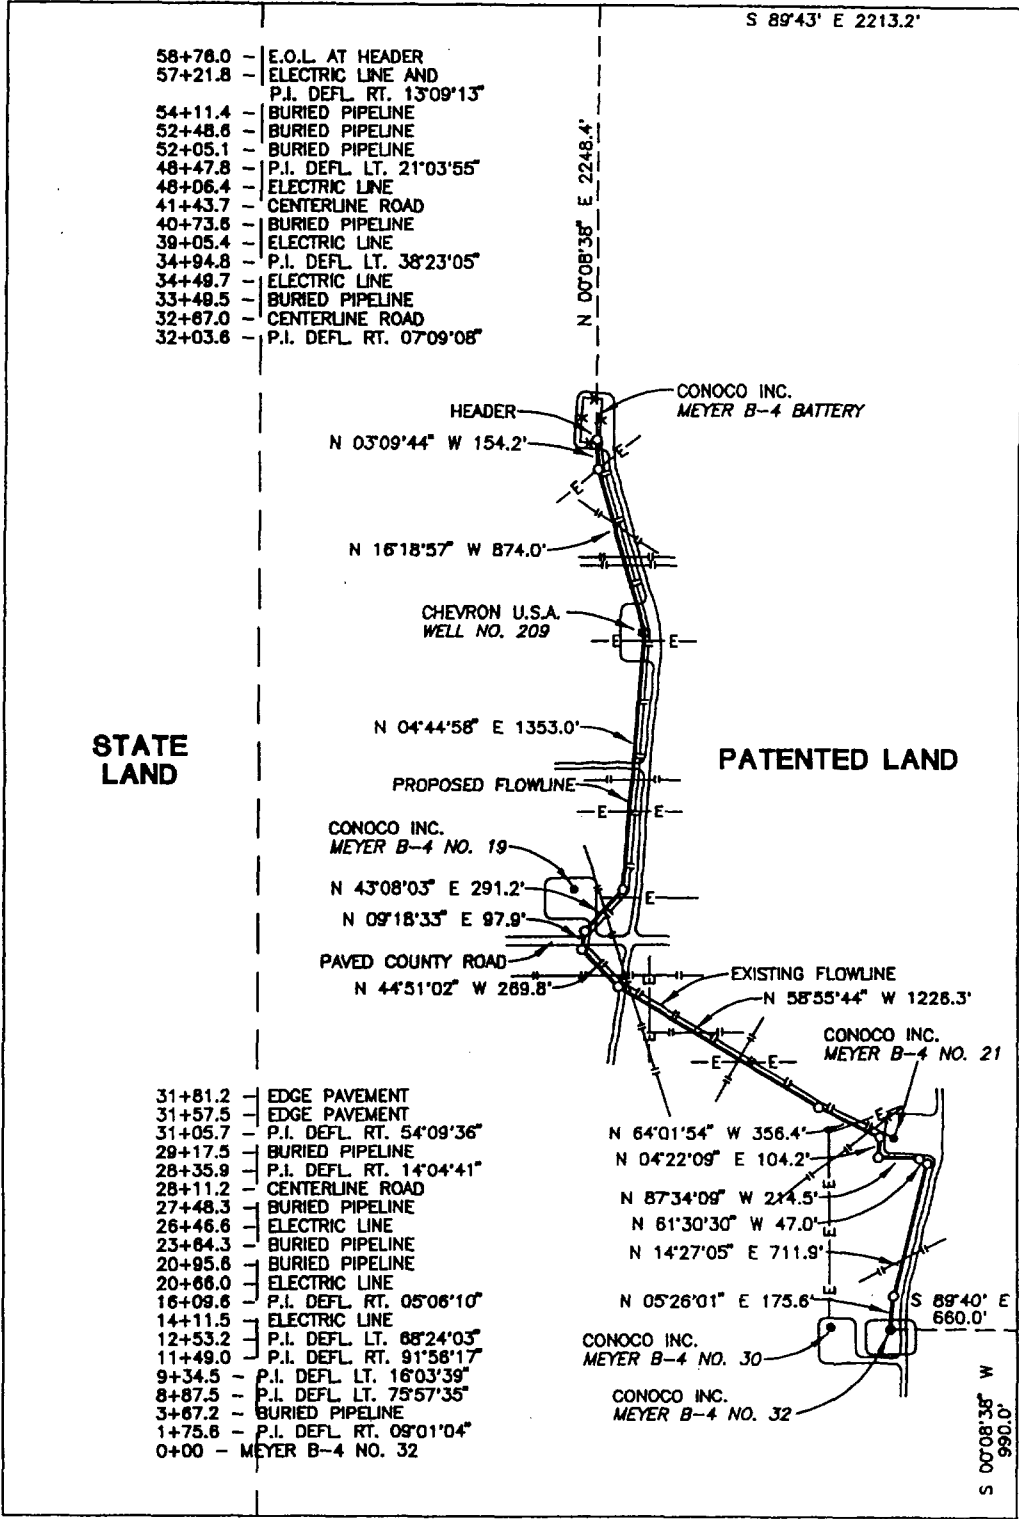 S 89°43' E 2213.2'
58+76.0 - E.O.L. AT HEADER
57+21.8 - ELECTRIC LINE AND
P.I. DEFL. RT. 13°09'13"
54+11.4 - BURIED PIPELINE
52+48.6 - BURIED PIPELINE
52+05.1 - BURIED PIPELINE
48+47.8 - P.I. DEFL. LT. 21°03'55"
48+06.4 - ELECTRIC LINE
41+43.7 - CENTERLINE ROAD
40+73.6 - BURIED PIPELINE
39+05.4 - ELECTRIC LINE
34+94.8 - P.I. DEFL. LT. 38°23'05"
34+49.7 - ELECTRIC LINE
33+49.5 - BURIED PIPELINE
32+67.0 - CENTERLINE ROAD
32+03.6 - P.I. DEFL. RT. 07°09'08"
N 00°08'38" E 2248.4'
CONOCO INC.
MEYER B-4 BATTERY
HEADER
N 03°09'44" W 154.2'
E
E
N 16°18'57" W 874.0'
CHEVRON U.S.A.
WELL NO. 209
E E
N 04°44'58" E 1353.0'
STATE
LAND
PATENTED LAND
PROPOSED FLOWLINE
E E
CONOCO INC.
MEYER B-4 NO. 19
N 43°08'03" E 291.2'
E
N 09°18'33" E 97.9'
PAVED COUNTY ROAD
N 44°51'02" W 269.8'
EXISTING FLOWLINE
E
N 58°55'44" W 1226.3'
CONOCO INC.
MEYER B-4 NO. 21
E
E E
31+81.2 - EDGE PAVEMENT
31+57.5 - EDGE PAVEMENT
31+05.7 - P.I. DEFL. RT. 54°09'36"
29+17.5 - BURIED PIPELINE
28+35.9 - P.I. DEFL. RT. 14°04'41"
28+11.2 - CENTERLINE ROAD
27+48.3 - BURIED PIPELINE
26+46.6 - ELECTRIC LINE
23+64.3 - BURIED PIPELINE
20+95.6 - BURIED PIPELINE
20+66.0 - ELECTRIC LINE
16+09.6 - P.I. DEFL. RT. 05°06'10"
14+11.5 - ELECTRIC LINE
12+53.2 - P.I. DEFL. LT. 68°24'03"
11+49.0 - P.I. DEFL. RT. 91°56'17"
9+34.5 - P.I. DEFL. LT. 16°03'39"
8+87.5 - P.I. DEFL. LT. 75°57'35"
3+67.2 - BURIED PIPELINE
1+75.6 - P.I. DEFL. RT. 09°01'04"
0+00 - MEYER B-4 NO. 32
E
N 64°01'54" W 356.4'
N 04°22'09" E 104.2'
E
N 87°34'09" W 214.5'
N 61°30'30" W 47.0'
E
N 14°27'05" E 711.9'
E
N 05°26'01" E 175.6'
S 89°40' E
660.0'
CONOCO INC.
MEYER B-4 NO. 30
CONOCO INC.
MEYER B-4 NO. 32
S 00°08'38" W
990.0'